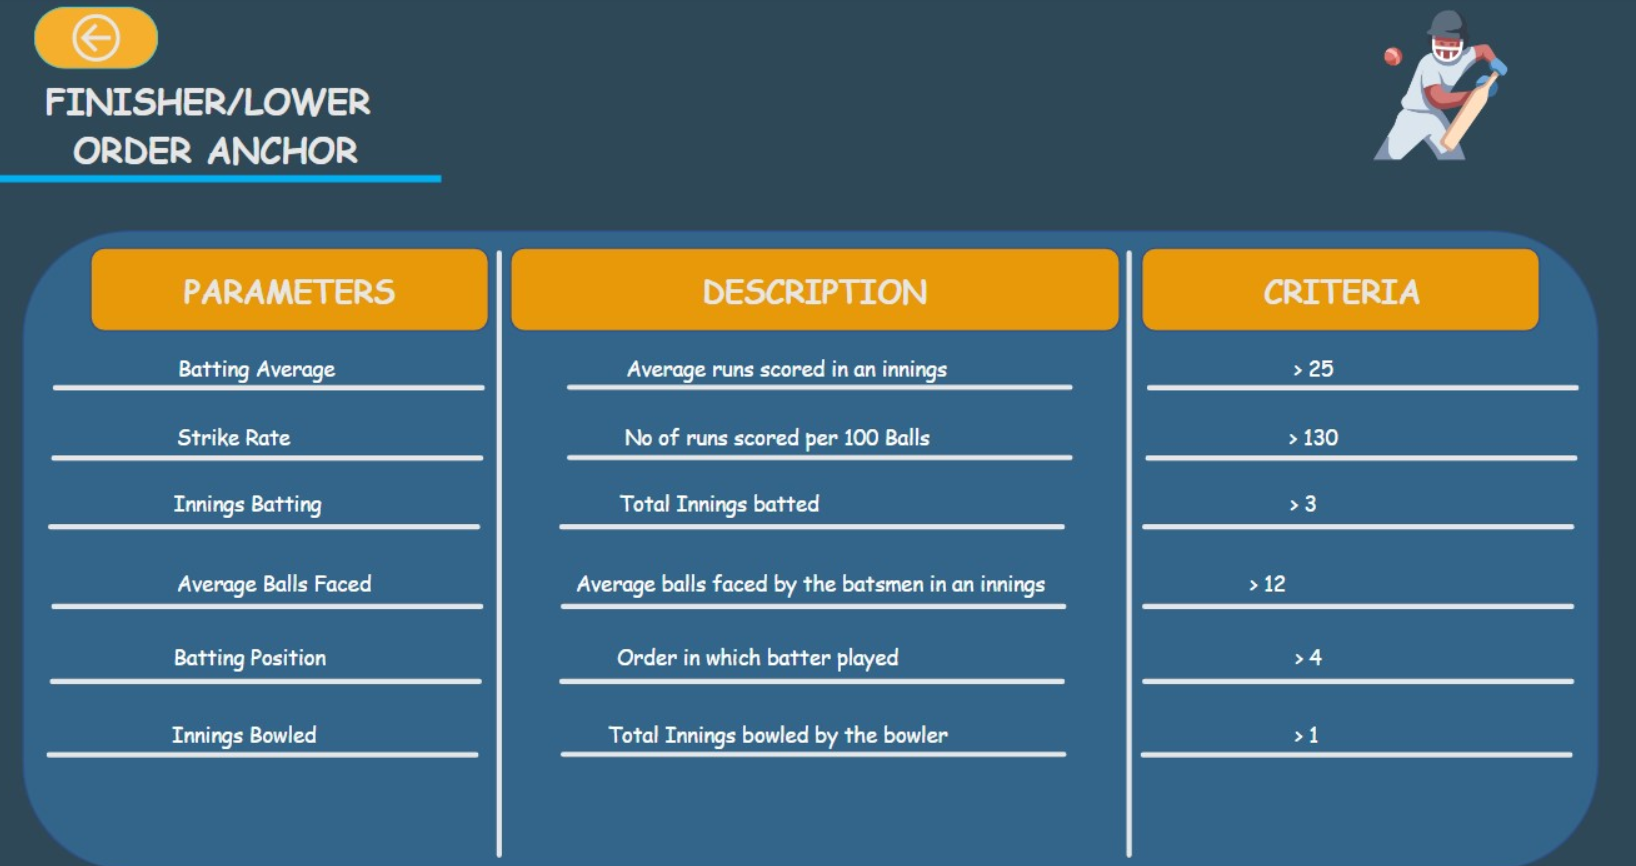 FINISHER/LOWER
ORDER ANCHOR
PARAMETERS DESCRIPTION CRITERIA
Batting Average Average runs scored in an innings > 25
Strike Rate No of runs scored per 100 Balls > 130
Innings Batting Total Innings batted > 3
Average Balls Faced Average balls faced by the batsmen in an innings > 12
Batting Position Order in which batter played > 4
Innings Bowled Total Innings bowled by the bowler > 1